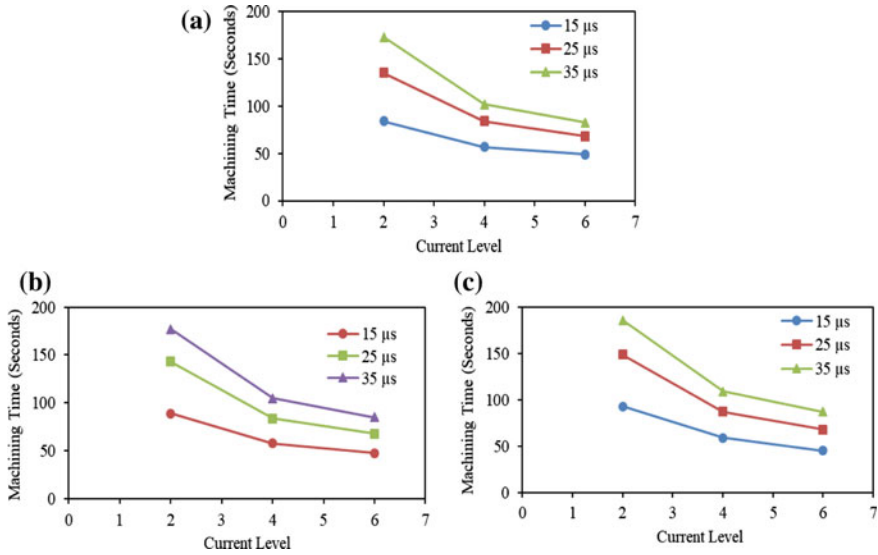 (a)
Machining Time (Seconds)
200
150
100
50
0
15 µs
25 µs
35 µs
0 1 2 3 4 5 6 7
Current Level
(b)
Machining Time (Seconds)
200
150
100
50
0
15 µs
25 µs
35 µs
0 1 2 3 4 5 6 7
Current Level
(c)
Machining Time (Seconds)
200
150
100
50
0
15 µs
25 µs
35 µs
0 1 2 3 4 5 6 7
Current Level